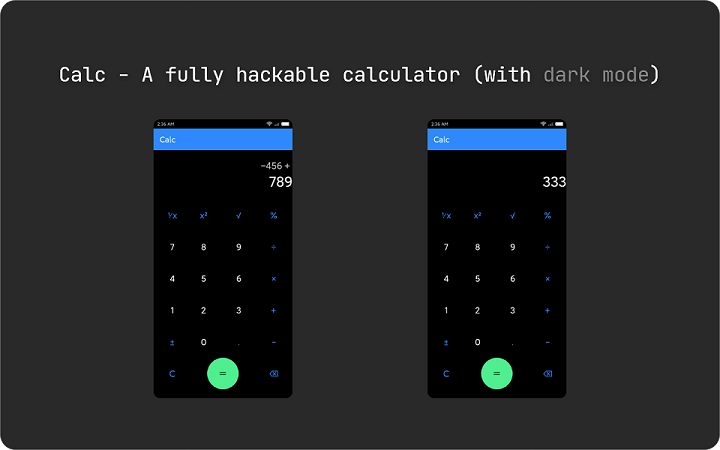 Calc - A fully hackable calculator (with dark mode)
2:36 AM
Calc
−456 +
789
¹⁄x x² √ %
7 8 9 ÷
4 5 6 ×
1 2 3 +
± 0 . −
C = ⌫
2:36 AM
Calc
333
¹⁄x x² √ %
7 8 9 ÷
4 5 6 ×
1 2 3 +
± 0 . −
C = ⌫